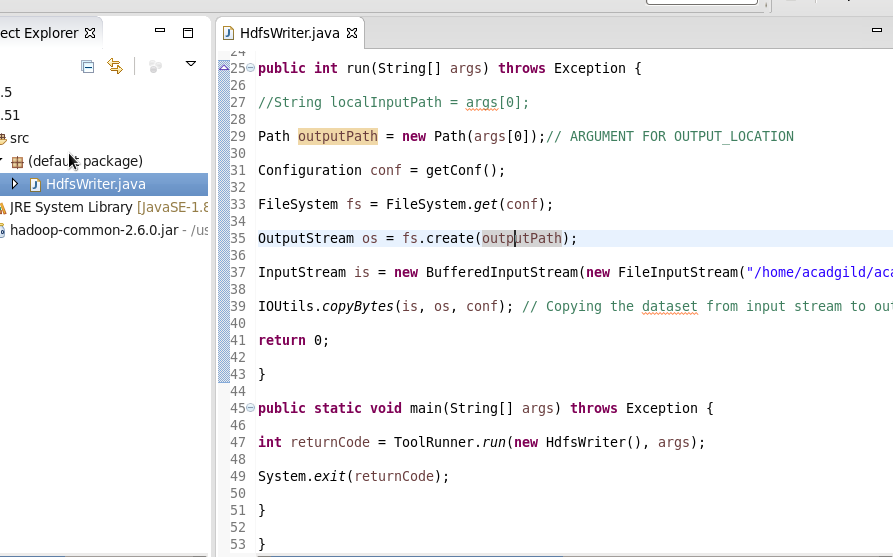 ect Explorer
.5
.51
src
(default package)
HdfsWriter.java
JRE System Library [JavaSE-1.8
hadoop-common-2.6.0.jar - /us
HdfsWriter.java
24
25 public int run(String[] args) throws Exception {
26
27 //String localInputPath = args[0];
28
29 Path outputPath = new Path(args[0]);// ARGUMENT FOR OUTPUT_LOCATION
30
31 Configuration conf = getConf();
32
33 FileSystem fs = FileSystem.get(conf);
34
35 OutputStream os = fs.create(outputPath);
36
37 InputStream is = new BufferedInputStream(new FileInputStream("/home/acadgild/aca
38
39 IOUtils.copyBytes(is, os, conf); // Copying the dataset from input stream to out
40
41 return 0;
42
43 }
44
45 public static void main(String[] args) throws Exception {
46
47 int returnCode = ToolRunner.run(new HdfsWriter(), args);
48
49 System.exit(returnCode);
50
51 }
52
53 }